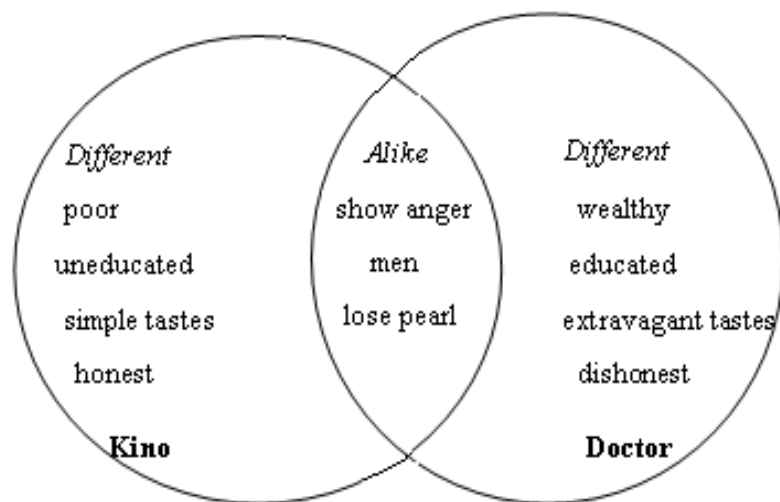 Different
poor
uneducated
simple tastes
honest
Kino
Alike
show anger
men
lose pearl
Different
wealthy
educated
extravagant tastes
dishonest
Doctor